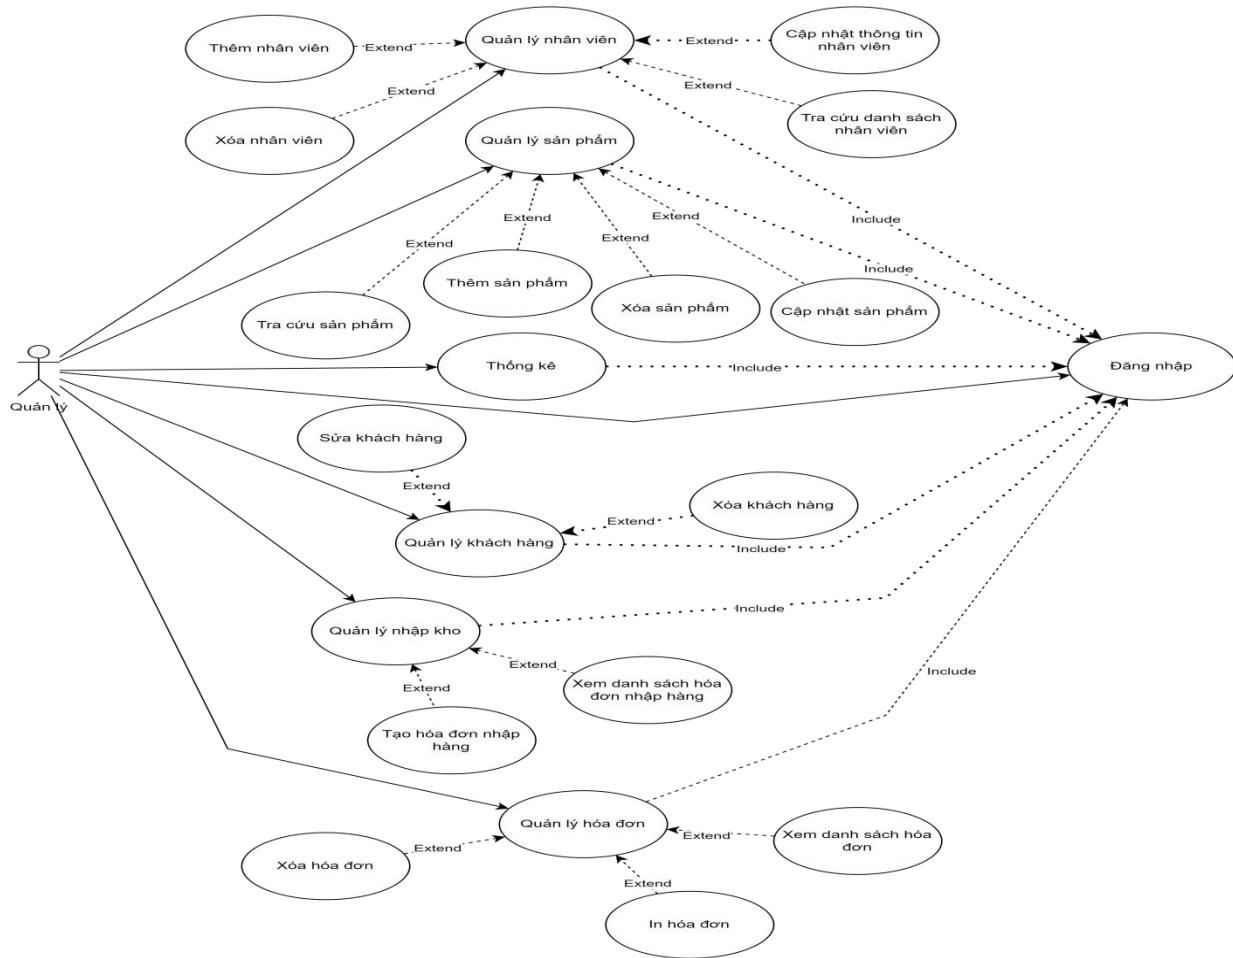 Thêm nhân viên
Extend
Quản lý nhân viên
Extend
Cập nhật thông tin
nhân viên
Extend
Extend
Xóa nhân viên
Quản lý sản phẩm
Tra cứu danh sách
nhân viên
Include
Extend
Extend
Extend
Extend
Include
Thêm sản phẩm
Tra cứu sản phẩm
Xóa sản phẩm
Cập nhật sản phẩm
Thống kê
Include
Đăng nhập
Quản lý
Sửa khách hàng
Extend
Xóa khách hàng
Extend
Quản lý khách hàng
Include
Include
Quản lý nhập kho
Extend
Xem danh sách hóa
đơn nhập hàng
Include
Extend
Tạo hóa đơn nhập
hàng
Quản lý hóa đơn
Extend
Extend
Xem danh sách hóa
đơn
Xóa hóa đơn
Extend
In hóa đơn